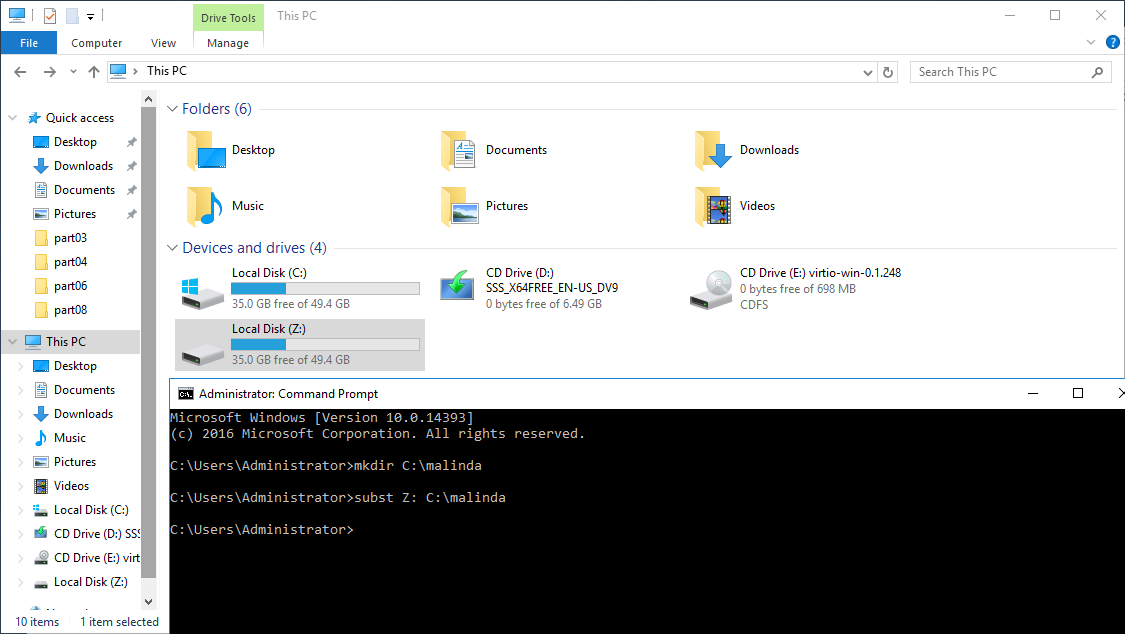 Drive Tools
This PC
File
Computer
View
Manage
This PC
Search This PC
Quick access
Desktop
Downloads
Documents
Pictures
part03
part04
part06
part08
This PC
Desktop
Documents
Downloads
Music
Pictures
Videos
Local Disk (C:)
CD Drive (D:) SSS
CD Drive (E:) virt
Local Disk (Z:)
10 items
1 item selected
Folders (6)
Desktop
Documents
Downloads
Music
Pictures
Videos
Devices and drives (4)
Local Disk (C:)
35.0 GB free of 49.4 GB
CD Drive (D:)
SSS_X64FREE_EN-US_DV9
0 bytes free of 6.49 GB
CD Drive (E:) virtio-win-0.1.248
0 bytes free of 698 MB
CDFS
Local Disk (Z:)
35.0 GB free of 49.4 GB
Administrator: Command Prompt
Microsoft Windows [Version 10.0.14393]
(c) 2016 Microsoft Corporation. All rights reserved.
C:\Users\Administrator>mkdir C:\malinda
C:\Users\Administrator>subst Z: C:\malinda
C:\Users\Administrator>